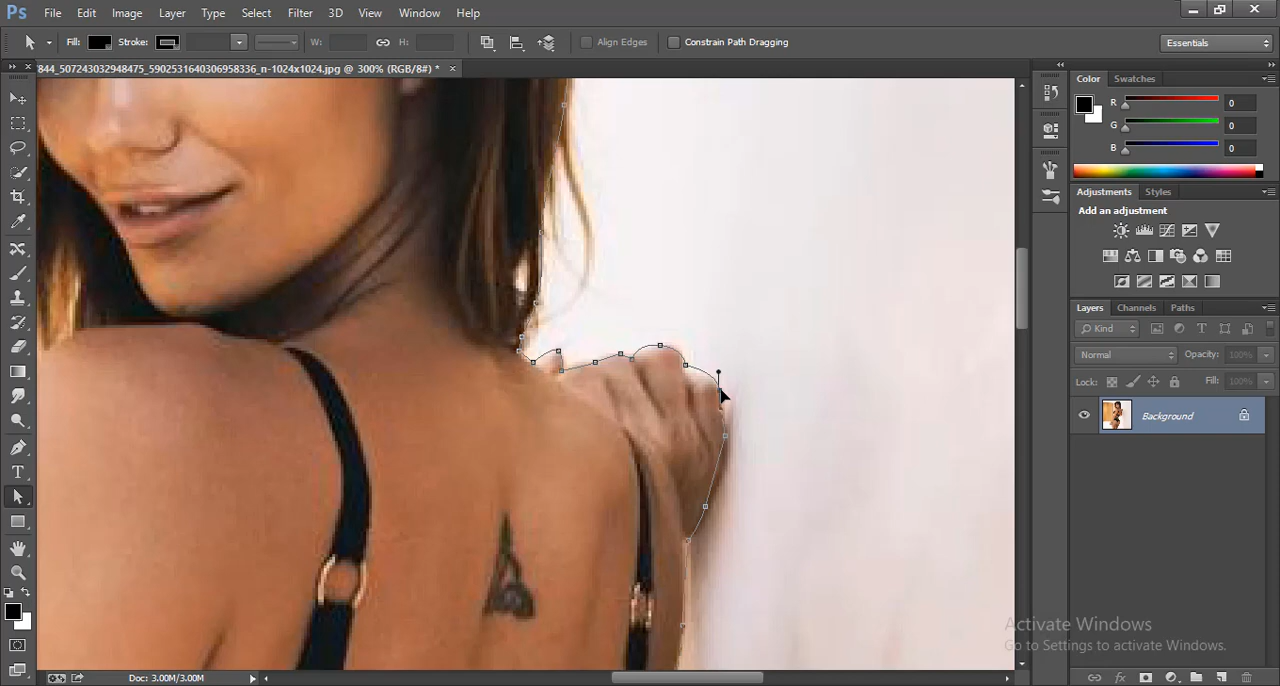 Ps File Edit Image Layer Type Select Filter 3D View Window Help
Fill: Stroke: W: H: Align Edges Constrain Path Dragging Essentials
'844_507243032948475_5902531640306958336_n-1024x1024.jpg @ 300% (RGB/8#) * ×
Color Swatches
R 0
G 0
B 0
Adjustments Styles
Add an adjustment
Layers Channels Paths
Kind
Normal Opacity: 100%
Lock: Fill: 100%
Background
T
Activate Windows
Go to Settings to activate Windows.
Doc: 3.00M/3.00M
fx